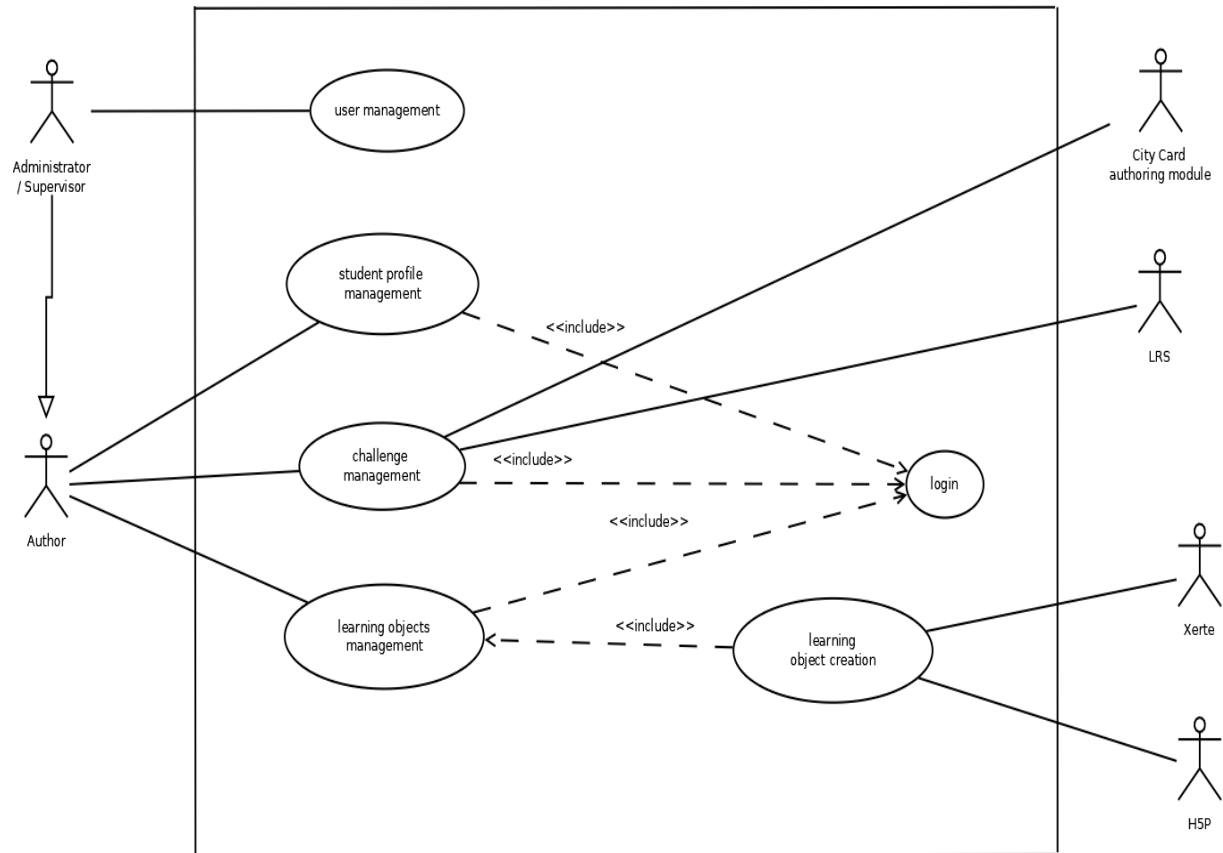 user management
Administrator
/ Supervisor
City Card
authoring module
student profile
management
<<include>>
LRS
challenge
management
<<include>>
login
Author
<<include>>
learning objects
management
<<include>>
learning
object creation
Xerte
H5P